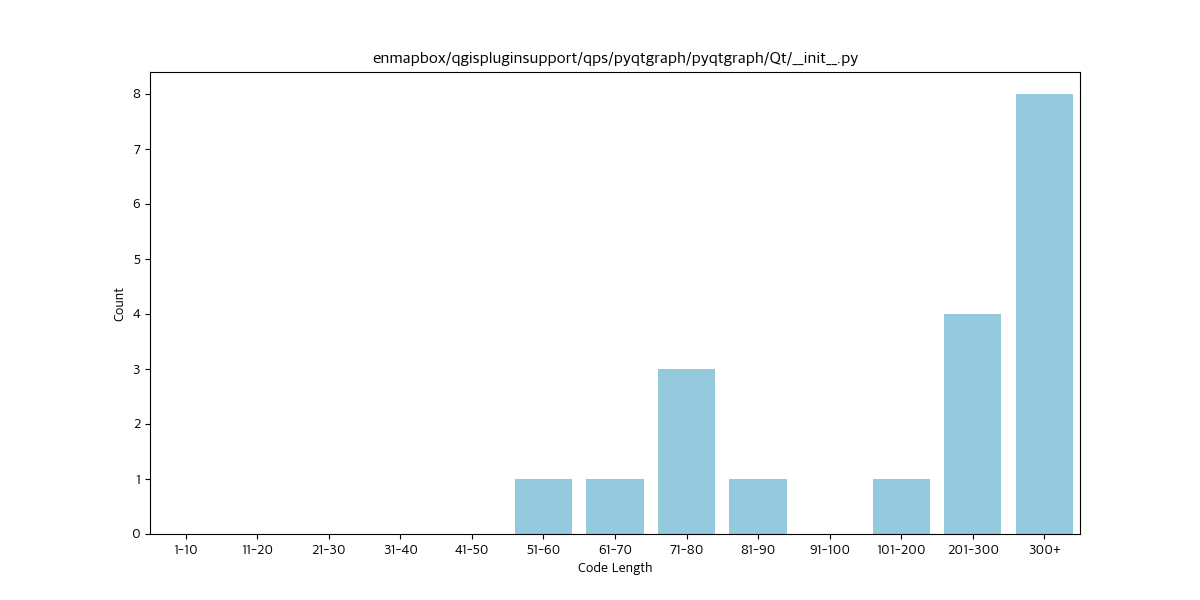 enmapbox/qgispluginsupport/qps/pyqtgraph/pyqtgraph/Qt/__init__.py
8
7
6
5
4
3
2
1
0
Count
1-10 11-20 21-30 31-40 41-50 51-60 61-70 71-80 81-90 91-100 101-200 201-300 300+
Code Length